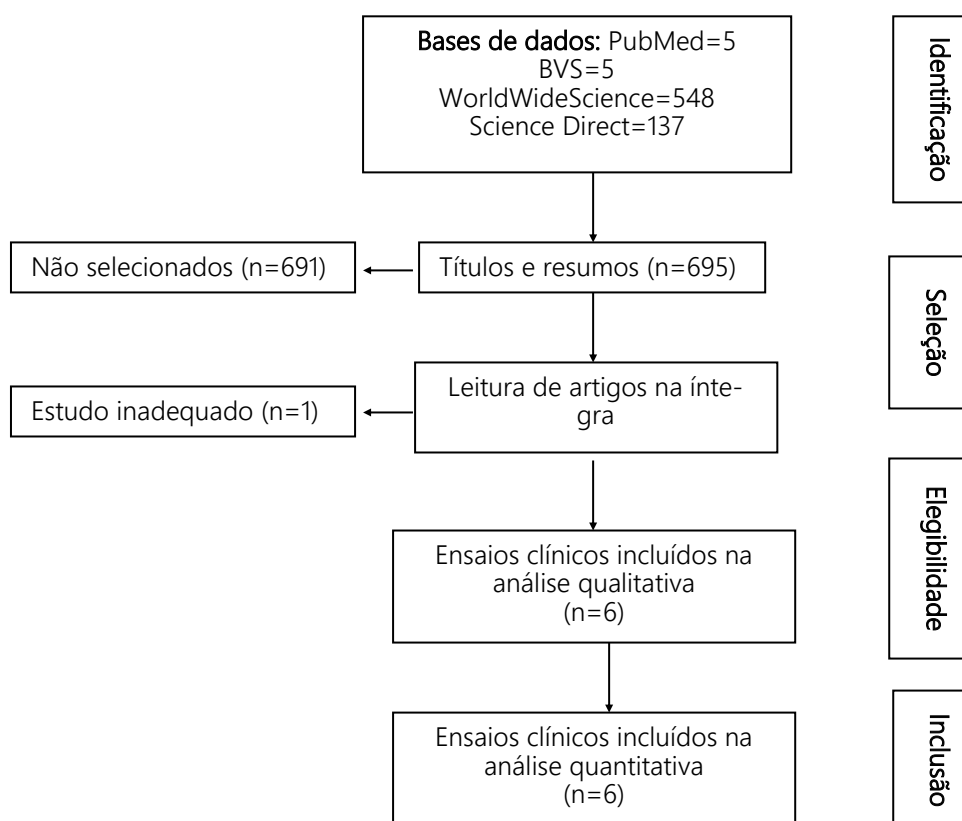 Bases de dados: PubMed=5
BVS=5
WorldWideScience=548
Science Direct=137
Identificação
Não selecionados (n=691)
Títulos e resumos (n=695)
Seleção
Leitura de artigos na ínte-
gra
Estudo inadequado (n=1)
Elegibilidade
Ensaios clínicos incluídos na
análise qualitativa
(n=6)
Inclusão
Ensaios clínicos incluídos na
análise quantitativa
(n=6)